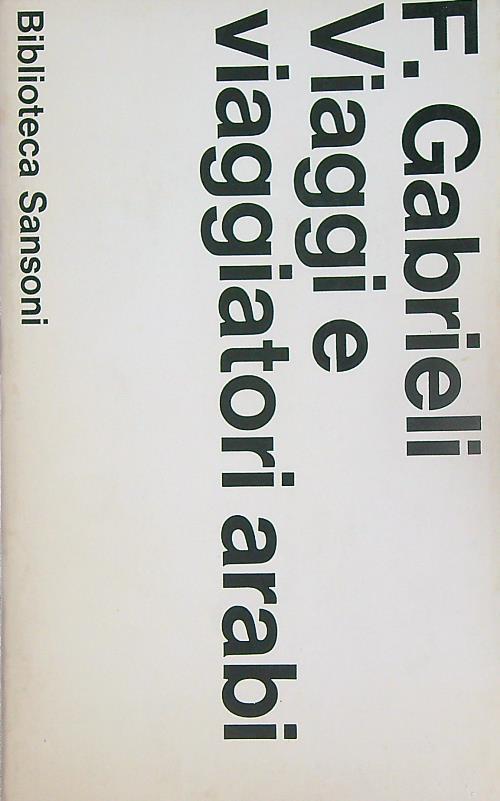 F. Gabrieli
Viaggi e
viaggiatori arabi
Biblioteca Sansoni